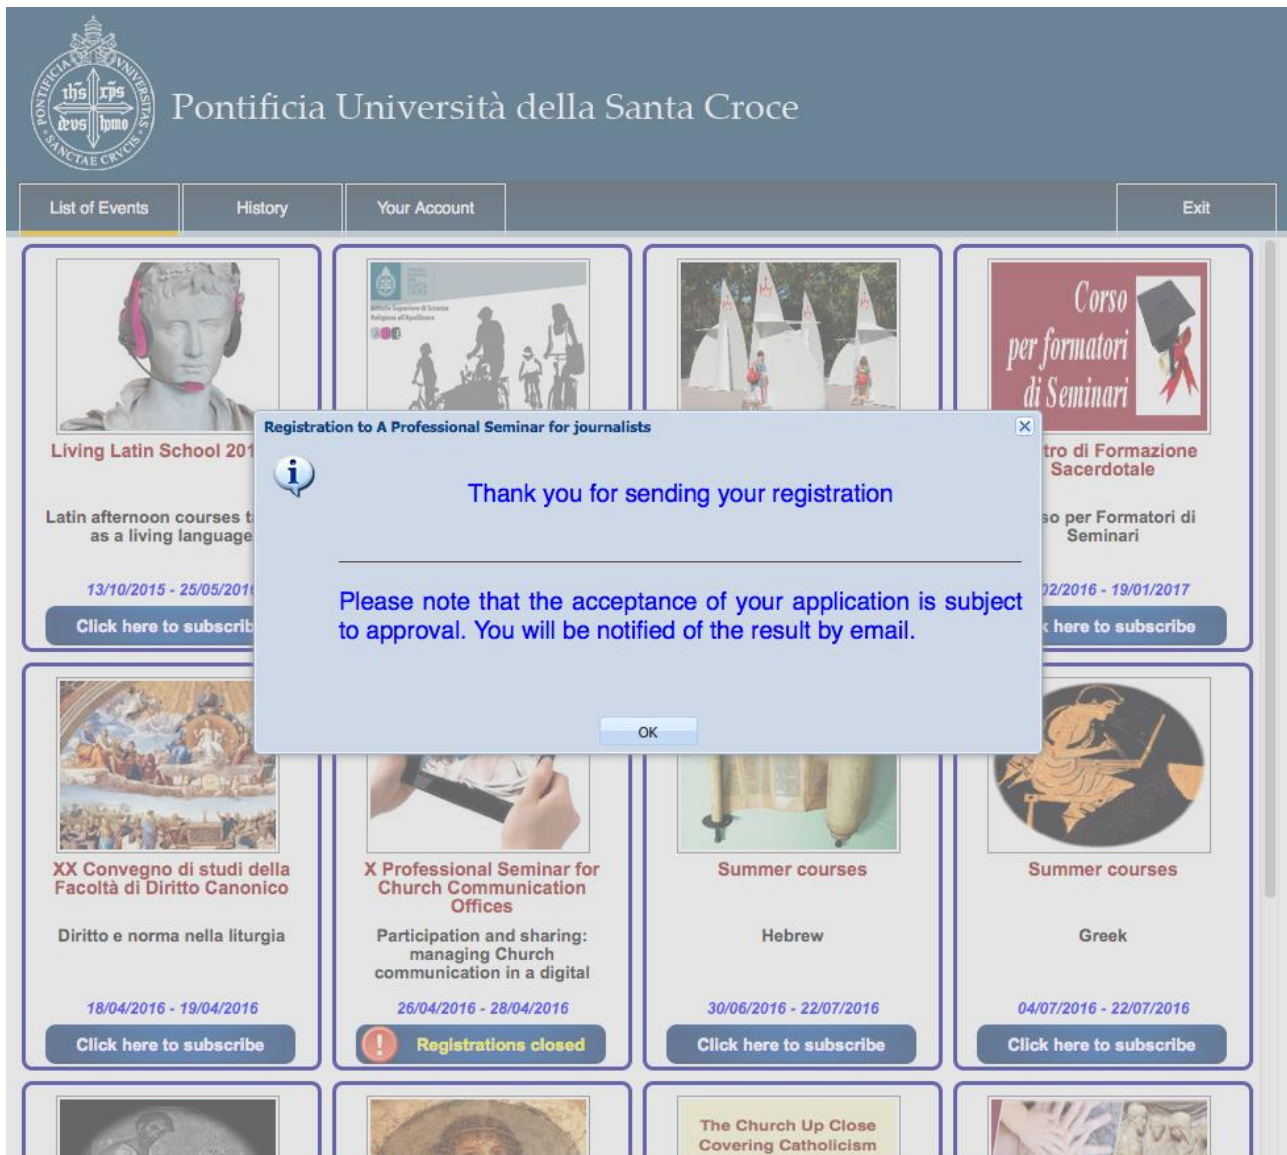 PONTIFICIA VNIVERSITAS
SANCTAE CRVCIS
ihs xps
devs homo
Pontificia Università della Santa Croce
List of Events
History
Your Account
Exit
Corso
per formatori
di Seminari
Living Latin School 201
Latin afternoon courses t
as a living language
13/10/2015 - 25/05/201
Click here to subscrib
tro di Formazione
Sacerdotale
so per Formatori di
Seminari
02/2016 - 19/01/2017
here to subscribe
Registration to A Professional Seminar for journalists
Thank you for sending your registration
Please note that the acceptance of your application is subject
to approval. You will be notified of the result by email.
OK
XX Convegno di studi della
Facoltà di Diritto Canonico
Diritto e norma nella liturgia
18/04/2016 - 19/04/2016
Click here to subscribe
X Professional Seminar for
Church Communication
Offices
Participation and sharing:
managing Church
communication in a digital
26/04/2016 - 28/04/2016
Registrations closed
Summer courses
Hebrew
30/06/2016 - 22/07/2016
Click here to subscribe
Summer courses
Greek
04/07/2016 - 22/07/2016
Click here to subscribe
The Church Up Close
Covering Catholicism